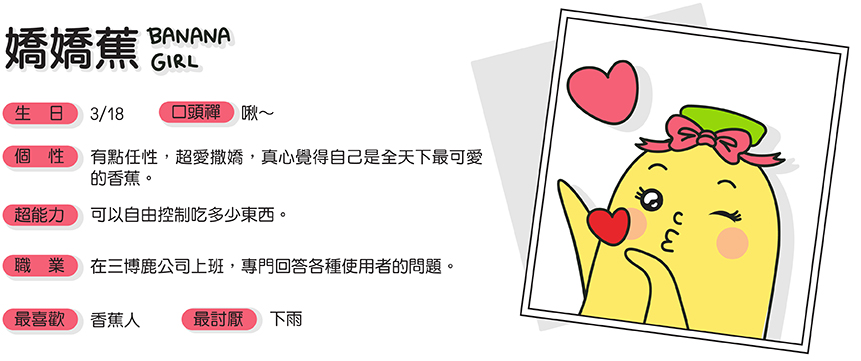 嬌嬌蕉 BANANA GIRL
生 日 3/18 口頭禪 啾～
個 性 有點任性，超愛撒嬌，真心覺得自己是全天下最可愛
的香蕉。
超能力 可以自由控制吃多少東西。
職 業 在三博鹿公司上班，專門回答各種使用者的問題。
最喜歡 香蕉人 最討厭 下雨